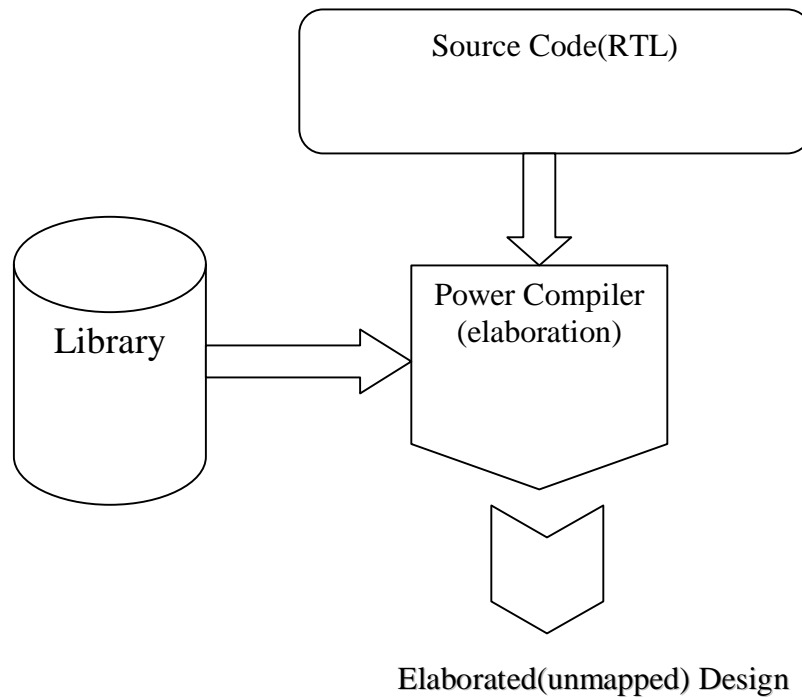 Source Code(RTL)
Power Compiler
(elaboration)
Library
Elaborated(unmapped) Design